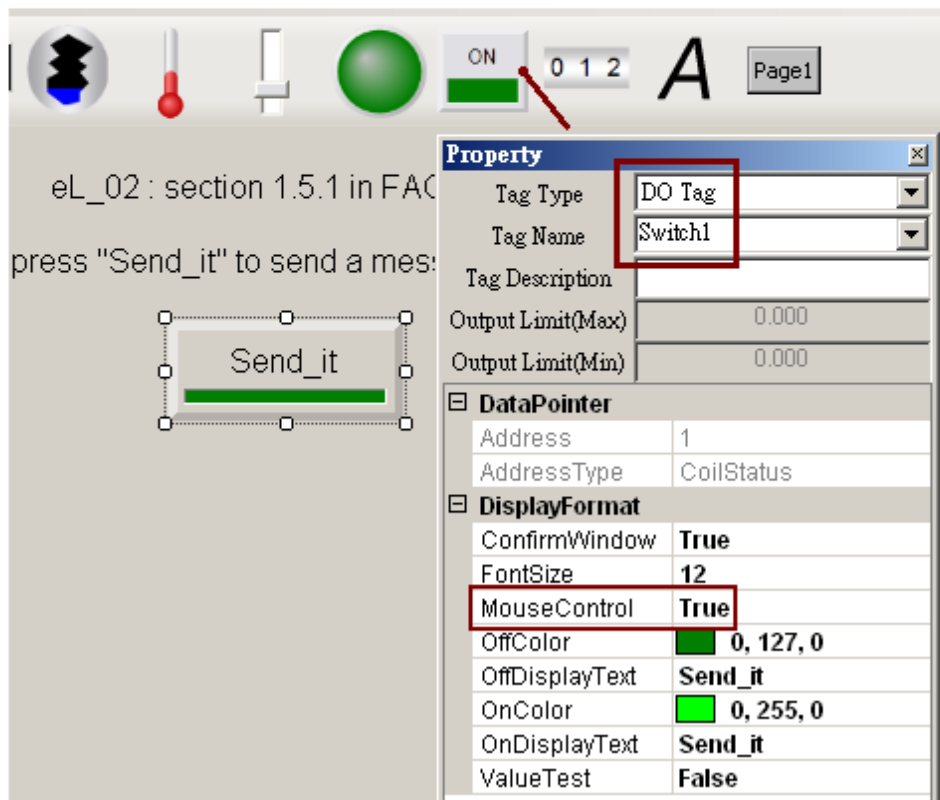 ON
0 1 2
A
Page1
Property
Tag Type DO Tag
eL_02 : section 1.5.1 in FAC
Tag Name Switch1
press "Send_it" to send a mes
Tag Description
Output Limit(Max) 0.000
Output Limit(Min) 0.000
Send_it
DataPointer
Address 1
AddressType CoilStatus
DisplayFormat
ConfirmWindow True
FontSize 12
MouseControl True
OffColor 0, 127, 0
OffDisplayText Send_it
OnColor 0, 255, 0
OnDisplayText Send_it
ValueTest False